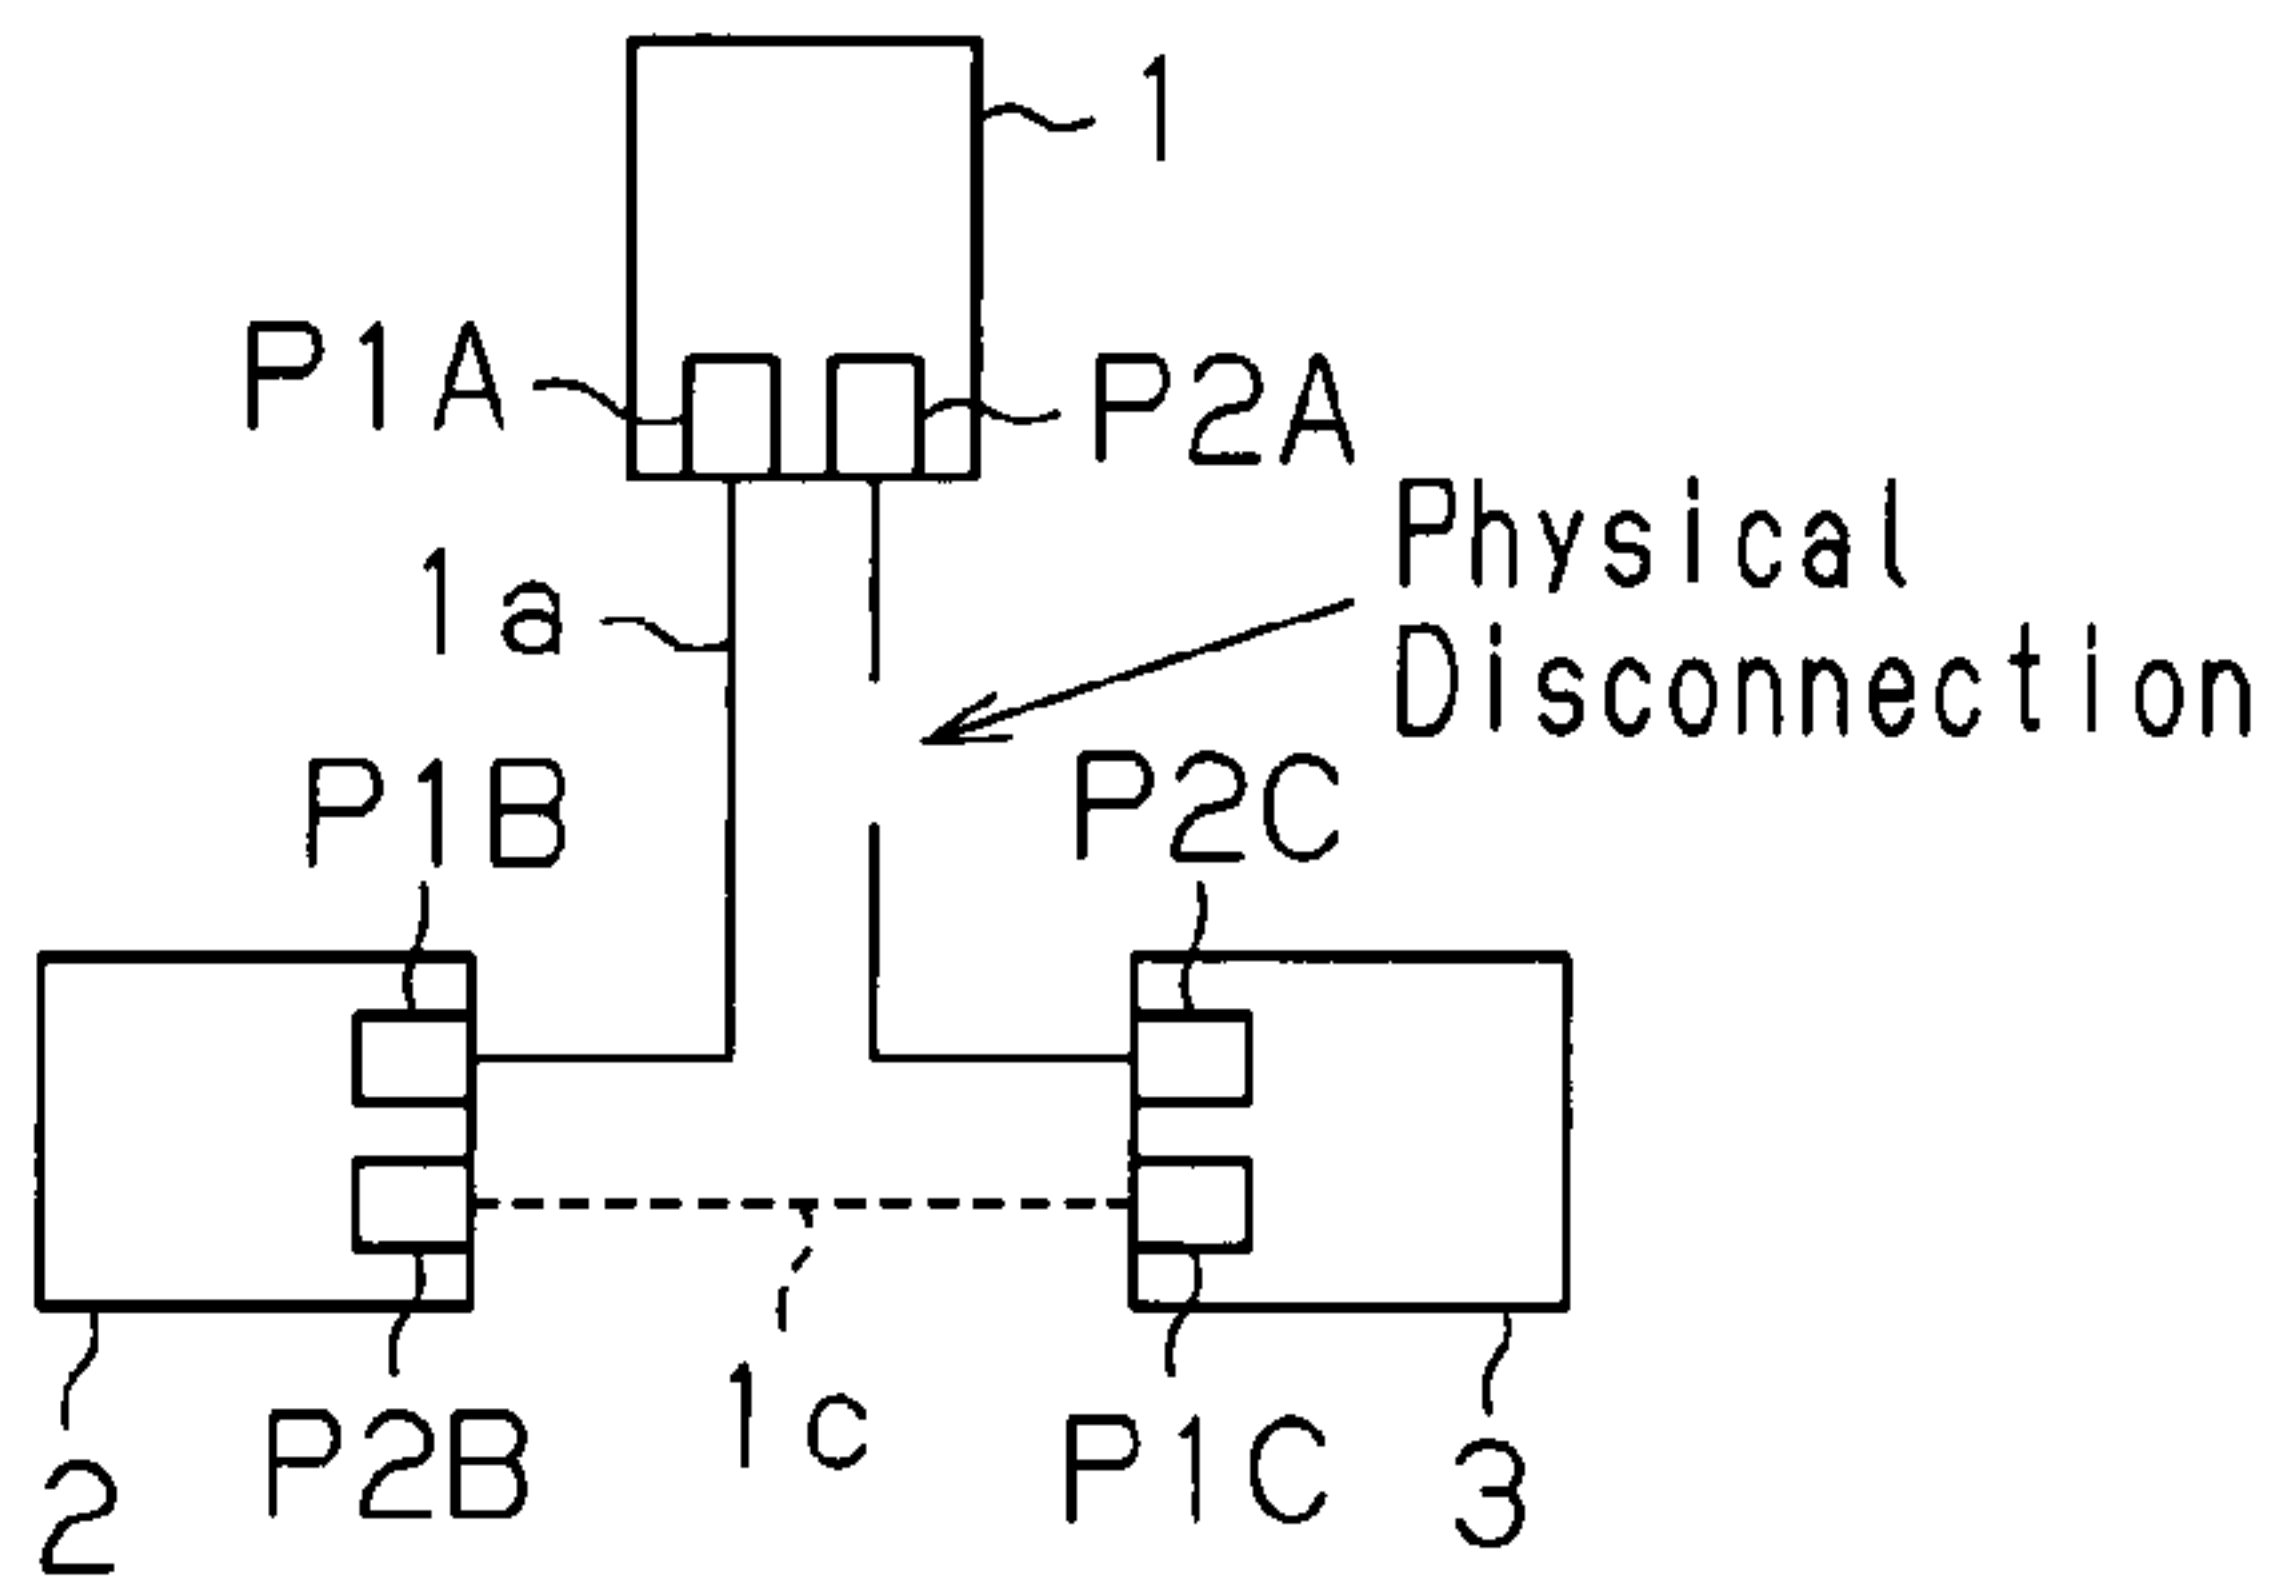 1
P1A
P2A
Physical
Disconnection
1a
P1B
P2C
1c
P2B
P1C
2
3